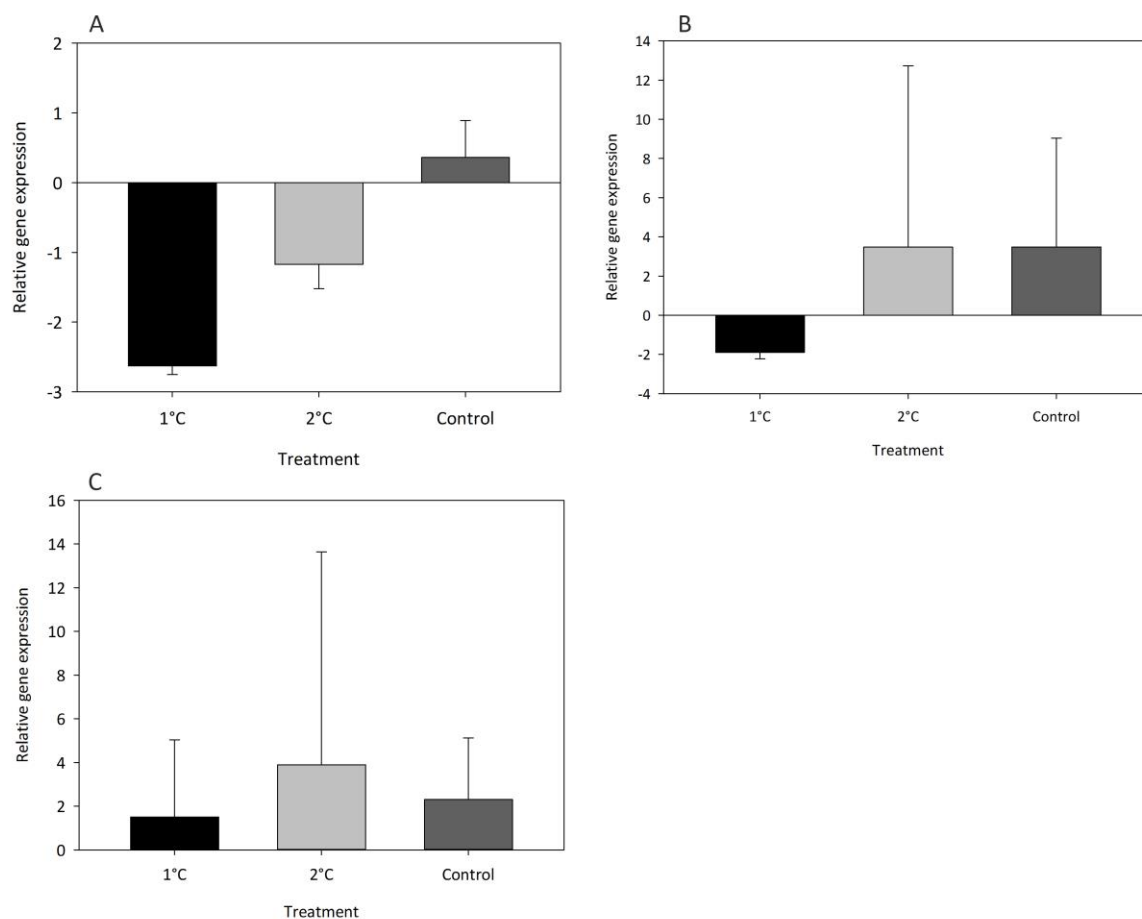 A
Relative gene expression
2
1
0
-1
-2
-3
1°C 2°C Control
Treatment
B
Relative gene expression
14
12
10
8
6
4
2
0
-2
-4
1°C 2°C Control
Treatment
C
Relative gene expression
16
14
12
10
8
6
4
2
0
1°C 2°C Control
Treatment